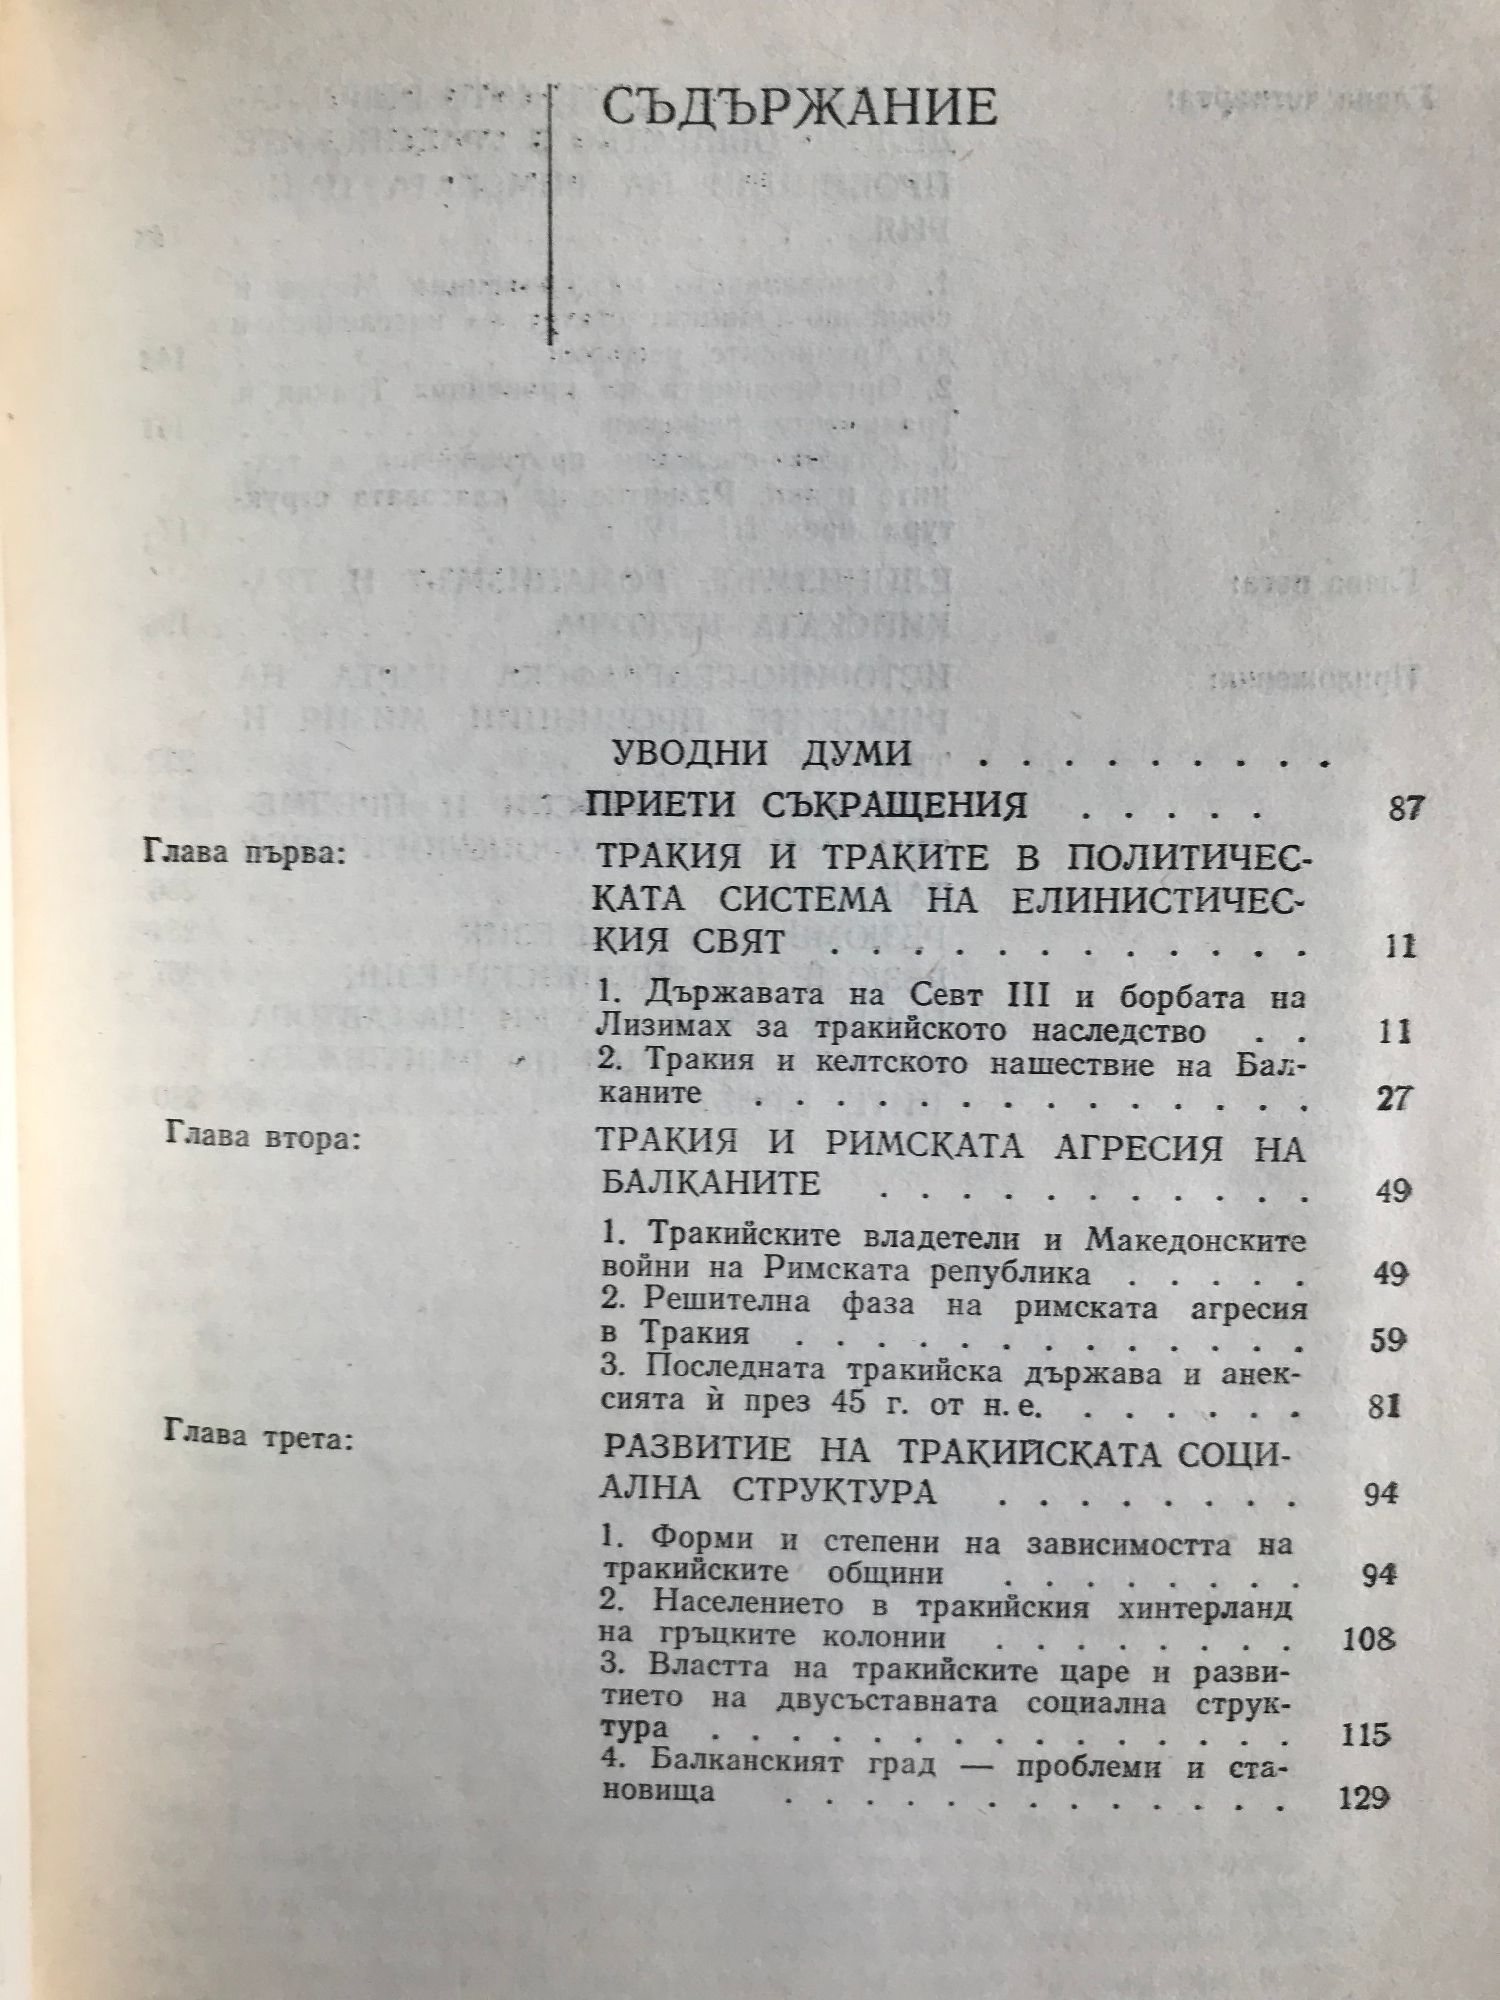 СЪДЪРЖАНИЕ
УВОДНИ ДУМИ . . . . . . . . .
ПРИЕТИ СЪКРАЩЕНИЯ . . . . . 87
Глава първа: ТРАКИЯ И ТРАКИТЕ В ПОЛИТИЧЕС-
КАТА СИСТЕМА НА ЕЛИНИСТИЧЕС-
КИЯ СВЯТ . . . . . . . . . . . . 11
1. Държавата на Севт III и борбата на
Лизимах за тракийското наследство . . 11
2. Тракия и келтското нашествие на Бал-
каните . . . . . . . . . . . . . . 27
Глава втора: ТРАКИЯ И РИМСКАТА АГРЕСИЯ НА
БАЛКАНИТЕ . . . . . . . . . . . 49
1. Тракийските владетели и Македонските
войни на Римската република . . . . . 49
2. Решителна фаза на римската агресия
в Тракия . . . . . . . . . . . . . 59
3. Последната тракийска държава и анек-
сията ѝ през 45 г. от н. е. . . . . . . 81
Глава трета: РАЗВИТИЕ НА ТРАКИЙСКАТА СОЦИ-
АЛНА СТРУКТУРА . . . . . . . . 94
1. Форми и степени на зависимостта на
тракийските общини . . . . . . . . 94
2. Населението в тракийския хинтерланд
на гръцките колонии . . . . . . . . 108
3. Властта на тракийските царе и разви-
тието на двусъставната социална струк-
тура . . . . . . . . . . . . . . . 115
4. Балканският град — проблеми и ста-
новища . . . . . . . . . . . . . 129